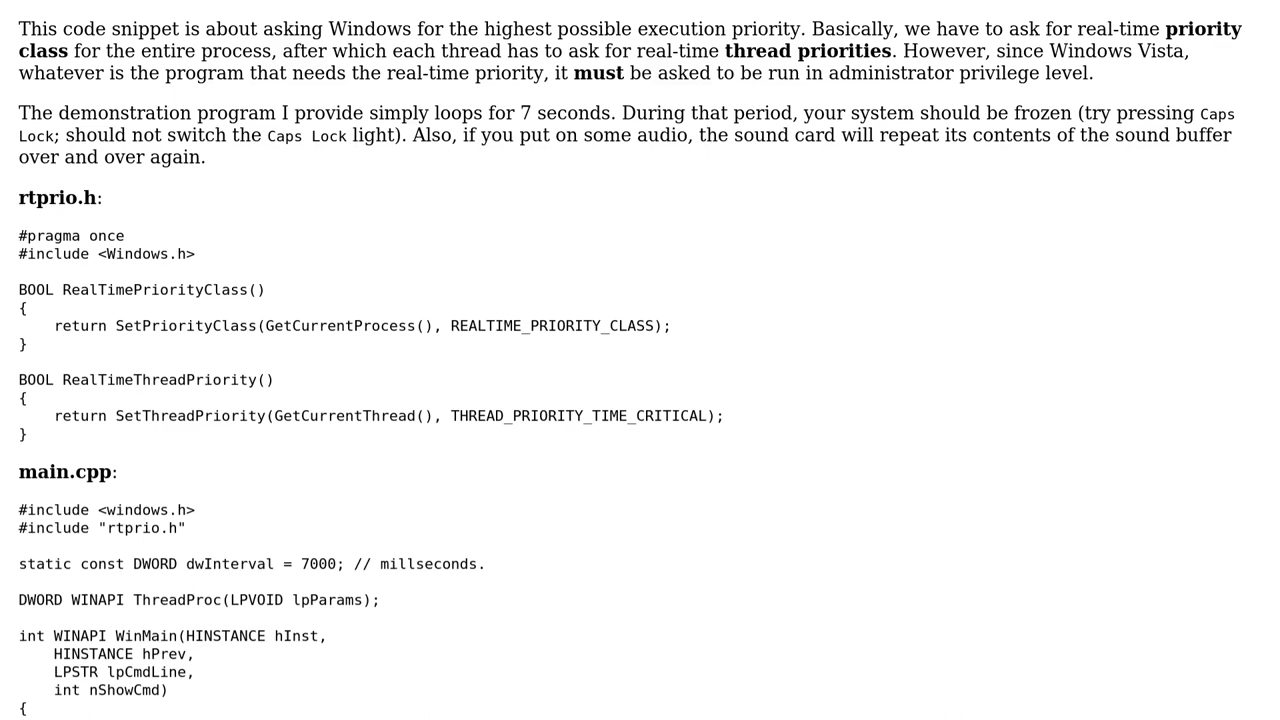 This code snippet is about asking Windows for the highest possible execution priority. Basically, we have to ask for real-time priority
class for the entire process, after which each thread has to ask for real-time thread priorities. However, since Windows Vista,
whatever is the program that needs the real-time priority, it must be asked to be run in administrator privilege level.
The demonstration program I provide simply loops for 7 seconds. During that period, your system should be frozen (try pressing Caps
Lock; should not switch the Caps Lock light). Also, if you put on some audio, the sound card will repeat its contents of the sound buffer
over and over again.
rtprio.h:
#pragma once
#include <Windows.h>
BOOL RealTimePriorityClass()
{
    return SetPriorityClass(GetCurrentProcess(), REALTIME_PRIORITY_CLASS);
}
BOOL RealTimeThreadPriority()
{
    return SetThreadPriority(GetCurrentThread(), THREAD_PRIORITY_TIME_CRITICAL);
}
main.cpp:
#include <windows.h>
#include "rtprio.h"
static const DWORD dwInterval = 7000; // millseconds.
DWORD WINAPI ThreadProc(LPVOID lpParams);
int WINAPI WinMain(HINSTANCE hInst,
    HINSTANCE hPrev,
    LPSTR lpCmdLine,
    int nShowCmd)
{